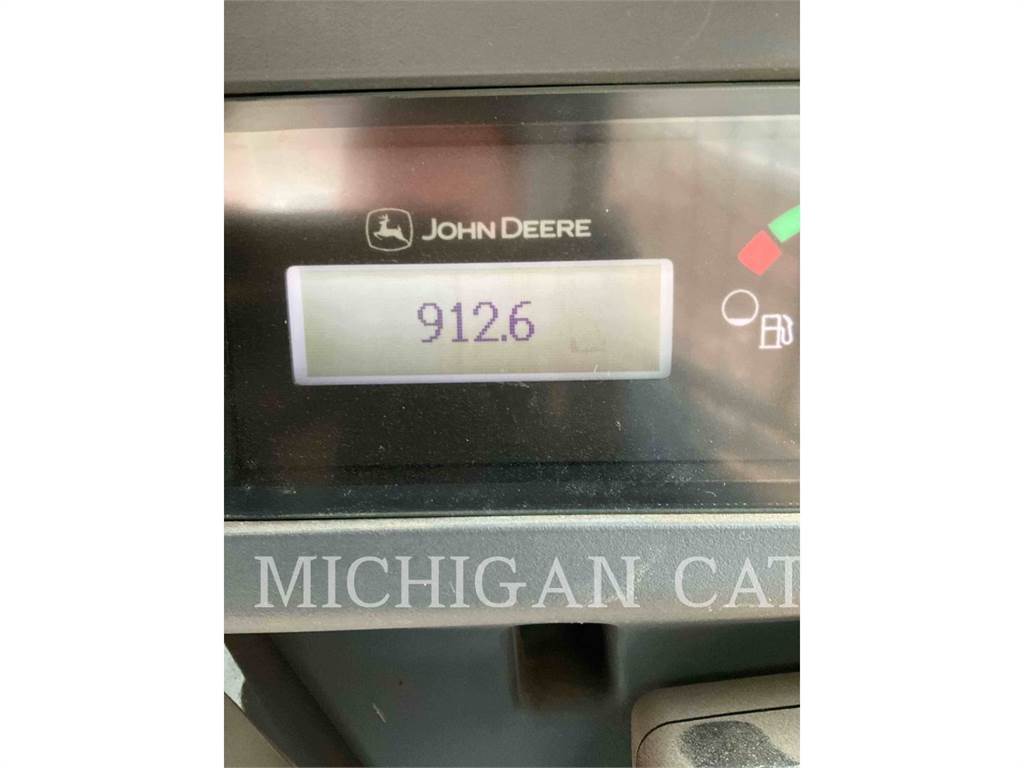 JOHN DEERE
912.6
MICHIGAN CAT